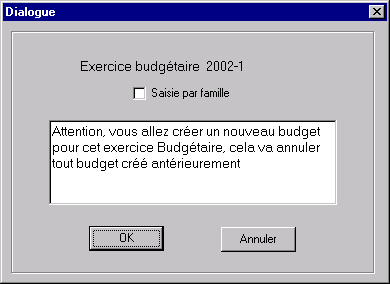 Dialogue
Exercice budgétaire 2002-1
Saisie par famille
Attention, vous allez créer un nouveau budget
pour cet exercice Budgétaire, cela va annuler
tout budget créé antérieurement
OK
Annuler